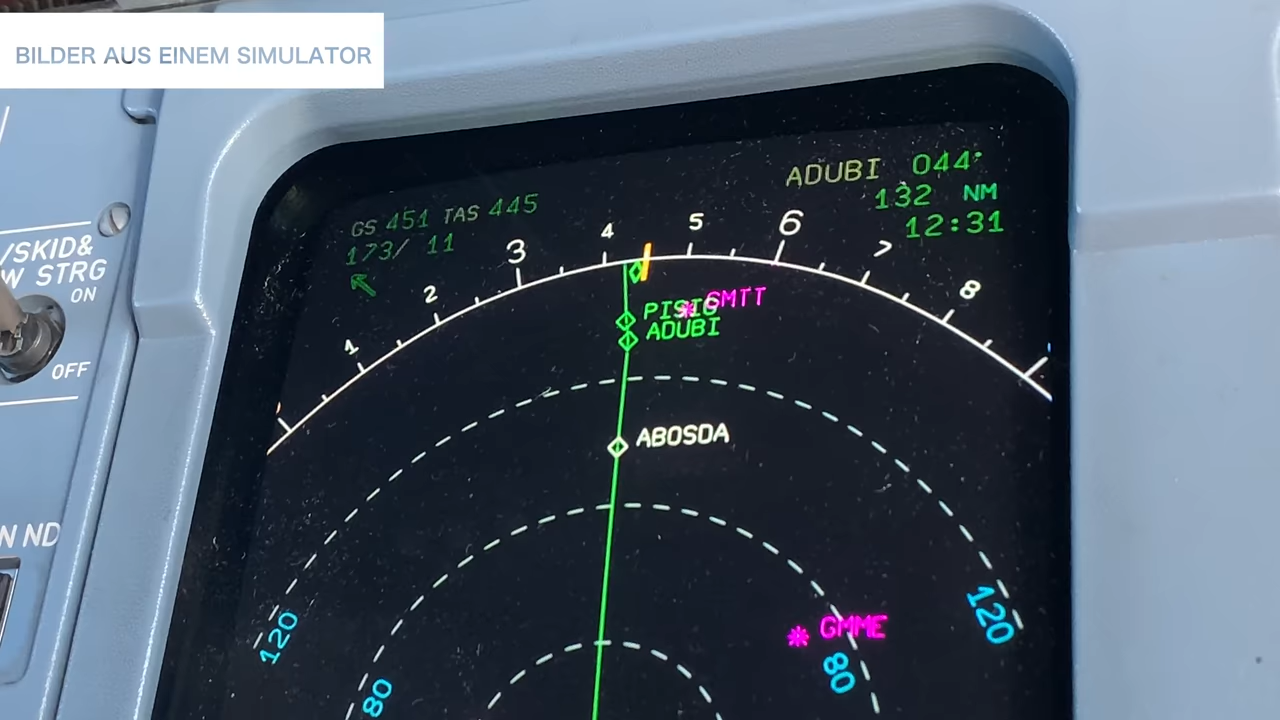 BILDER AUS EINEM SIMULATOR
/SKID&
W STRG
ON
OFF
N ND
GS 451 TAS 445
173/ 11
ADUBI 044°
132 NM
12:31
1
2
3
4
5
6
7
8
PISIG
GMTT
ADUBI
ABOSDA
GMME
120
120
80
80